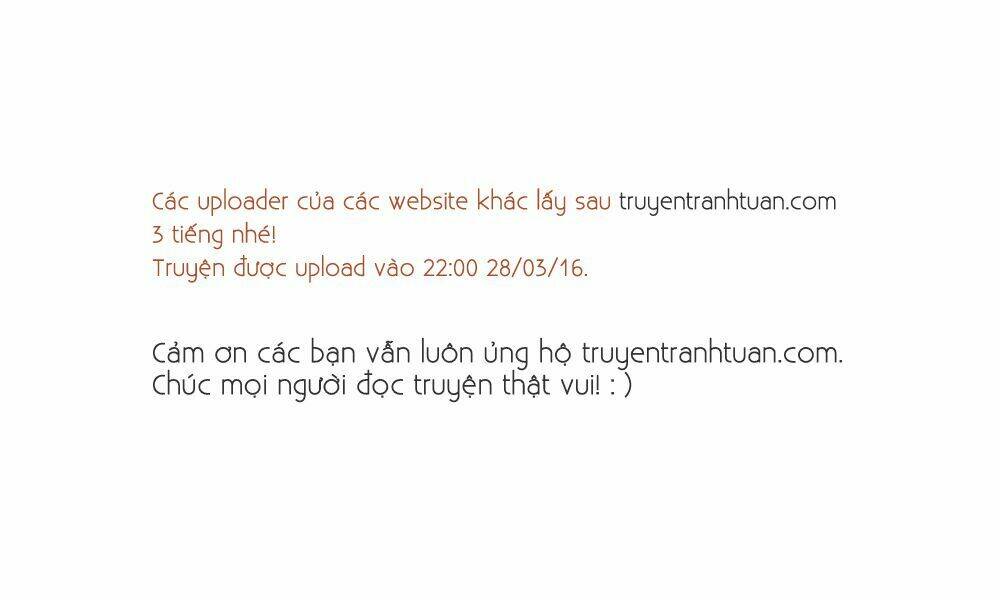 Các uploader của các website khác lấy sau truyentranhtuan.com
3 tiếng nhé!
Truyện được upload vào 22:00 28/03/16.
Cảm ơn các bạn vẫn luôn ủng hộ truyentranhtuan.com.
Chúc mọi người đọc truyện thật vui! : )